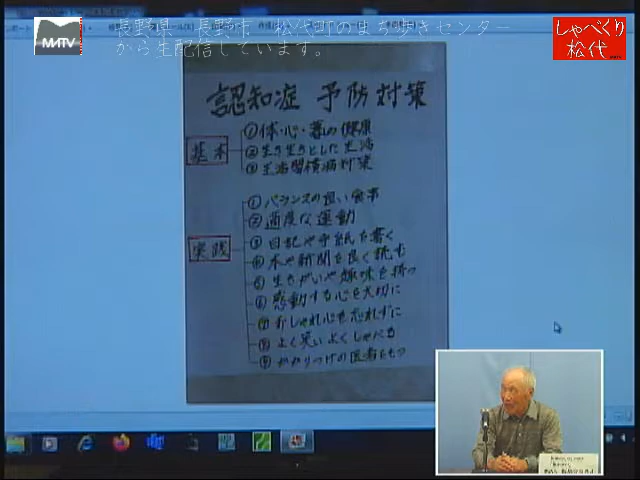 長野県 長野市 松代町のまち歩きセンター
から生配信しています。
MATV
しゃべくり
松代
認知症 予防対策
基本
①体・心・暮の健康
②生き生きとした生活
③生活習慣病対策
実践
①バランスの良い食事
②適度な運動
③日記や手紙を書く
④本や新聞を良く読む
⑤生きがいや趣味を持つ
⑥感動する心を大切に
⑦おしゃれ心を忘れずに
⑧よく笑いよくしゃべる
⑨かかりつけの医者をもつ